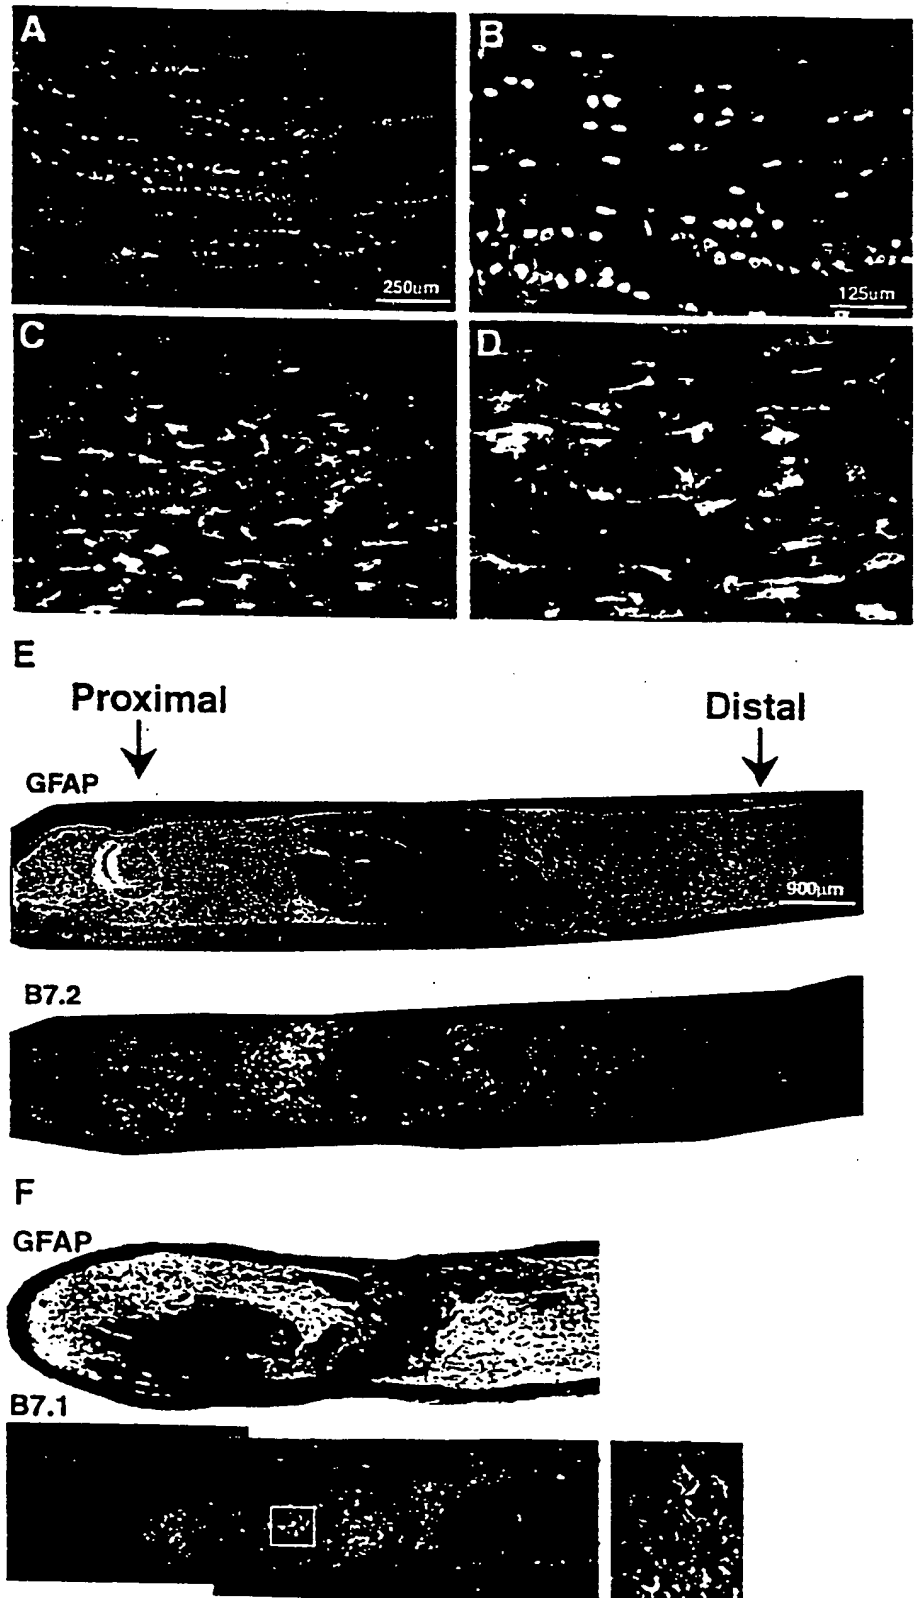 A
B
250um
125um
C
D
E
Proximal
Distal
GFAP
900μm
B7.2
F
GFAP
B7.1